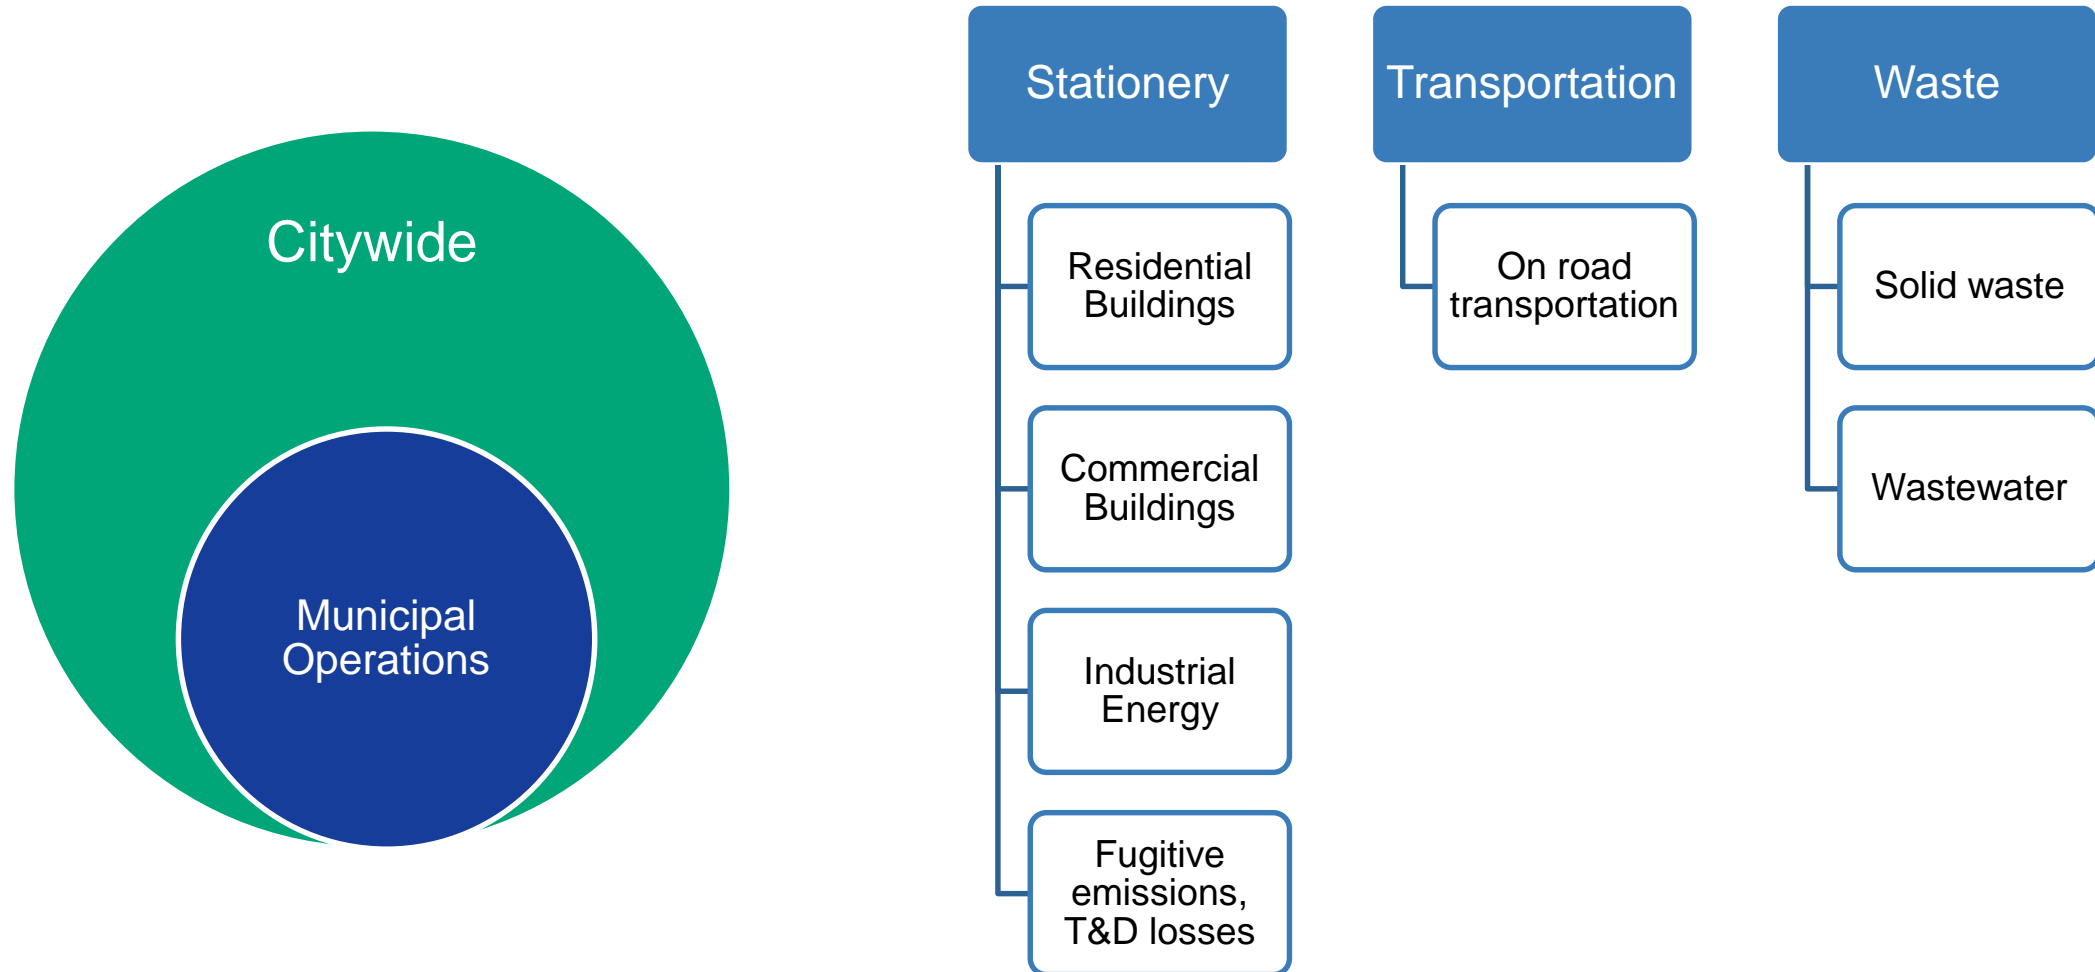 Citywide
Municipal
Operations
Stationery
Residential
Buildings
Commercial
Buildings
Industrial
Energy
Fugitive
emissions,
T&D losses
Transportation
On road
transportation
Waste
Solid waste
Wastewater